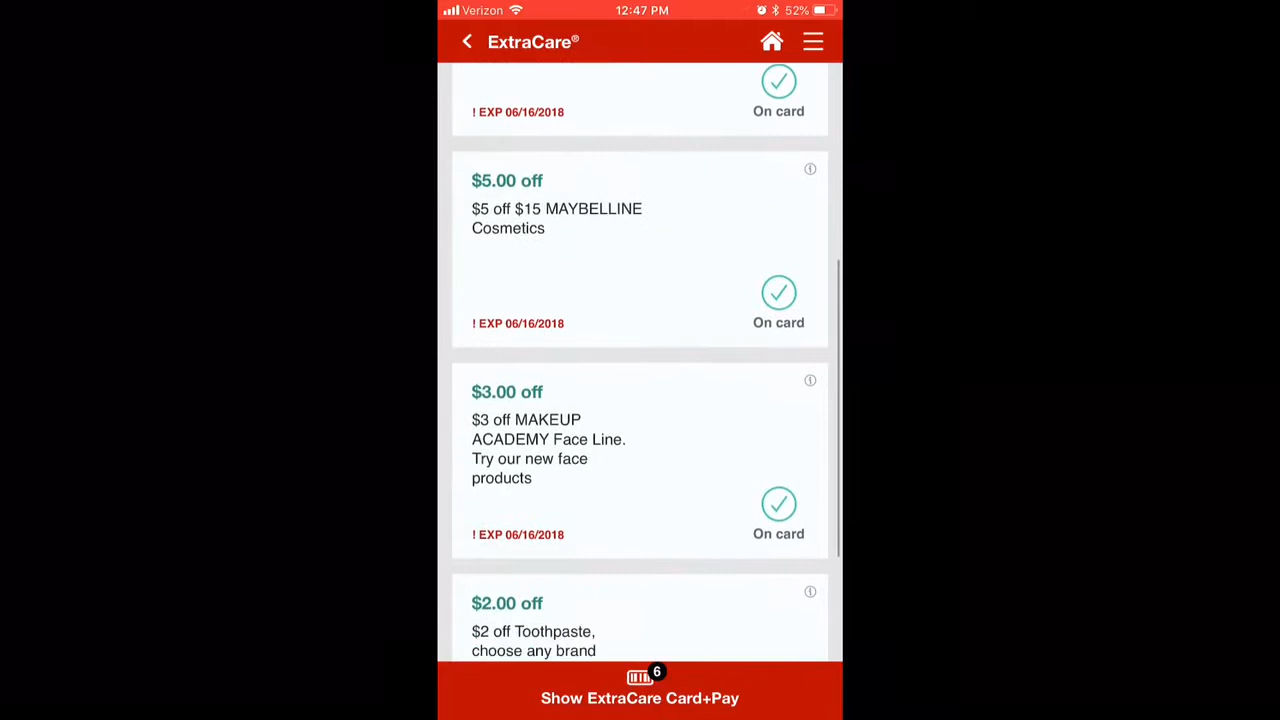 Verizon 12:47 PM 52%
ExtraCare®
! EXP 06/16/2018 On card
$5.00 off
$5 off $15 MAYBELLINE
Cosmetics
! EXP 06/16/2018 On card
$3.00 off
$3 off MAKEUP
ACADEMY Face Line.
Try our new face
products
! EXP 06/16/2018 On card
$2.00 off
$2 off Toothpaste,
choose any brand
6
Show ExtraCare Card+Pay